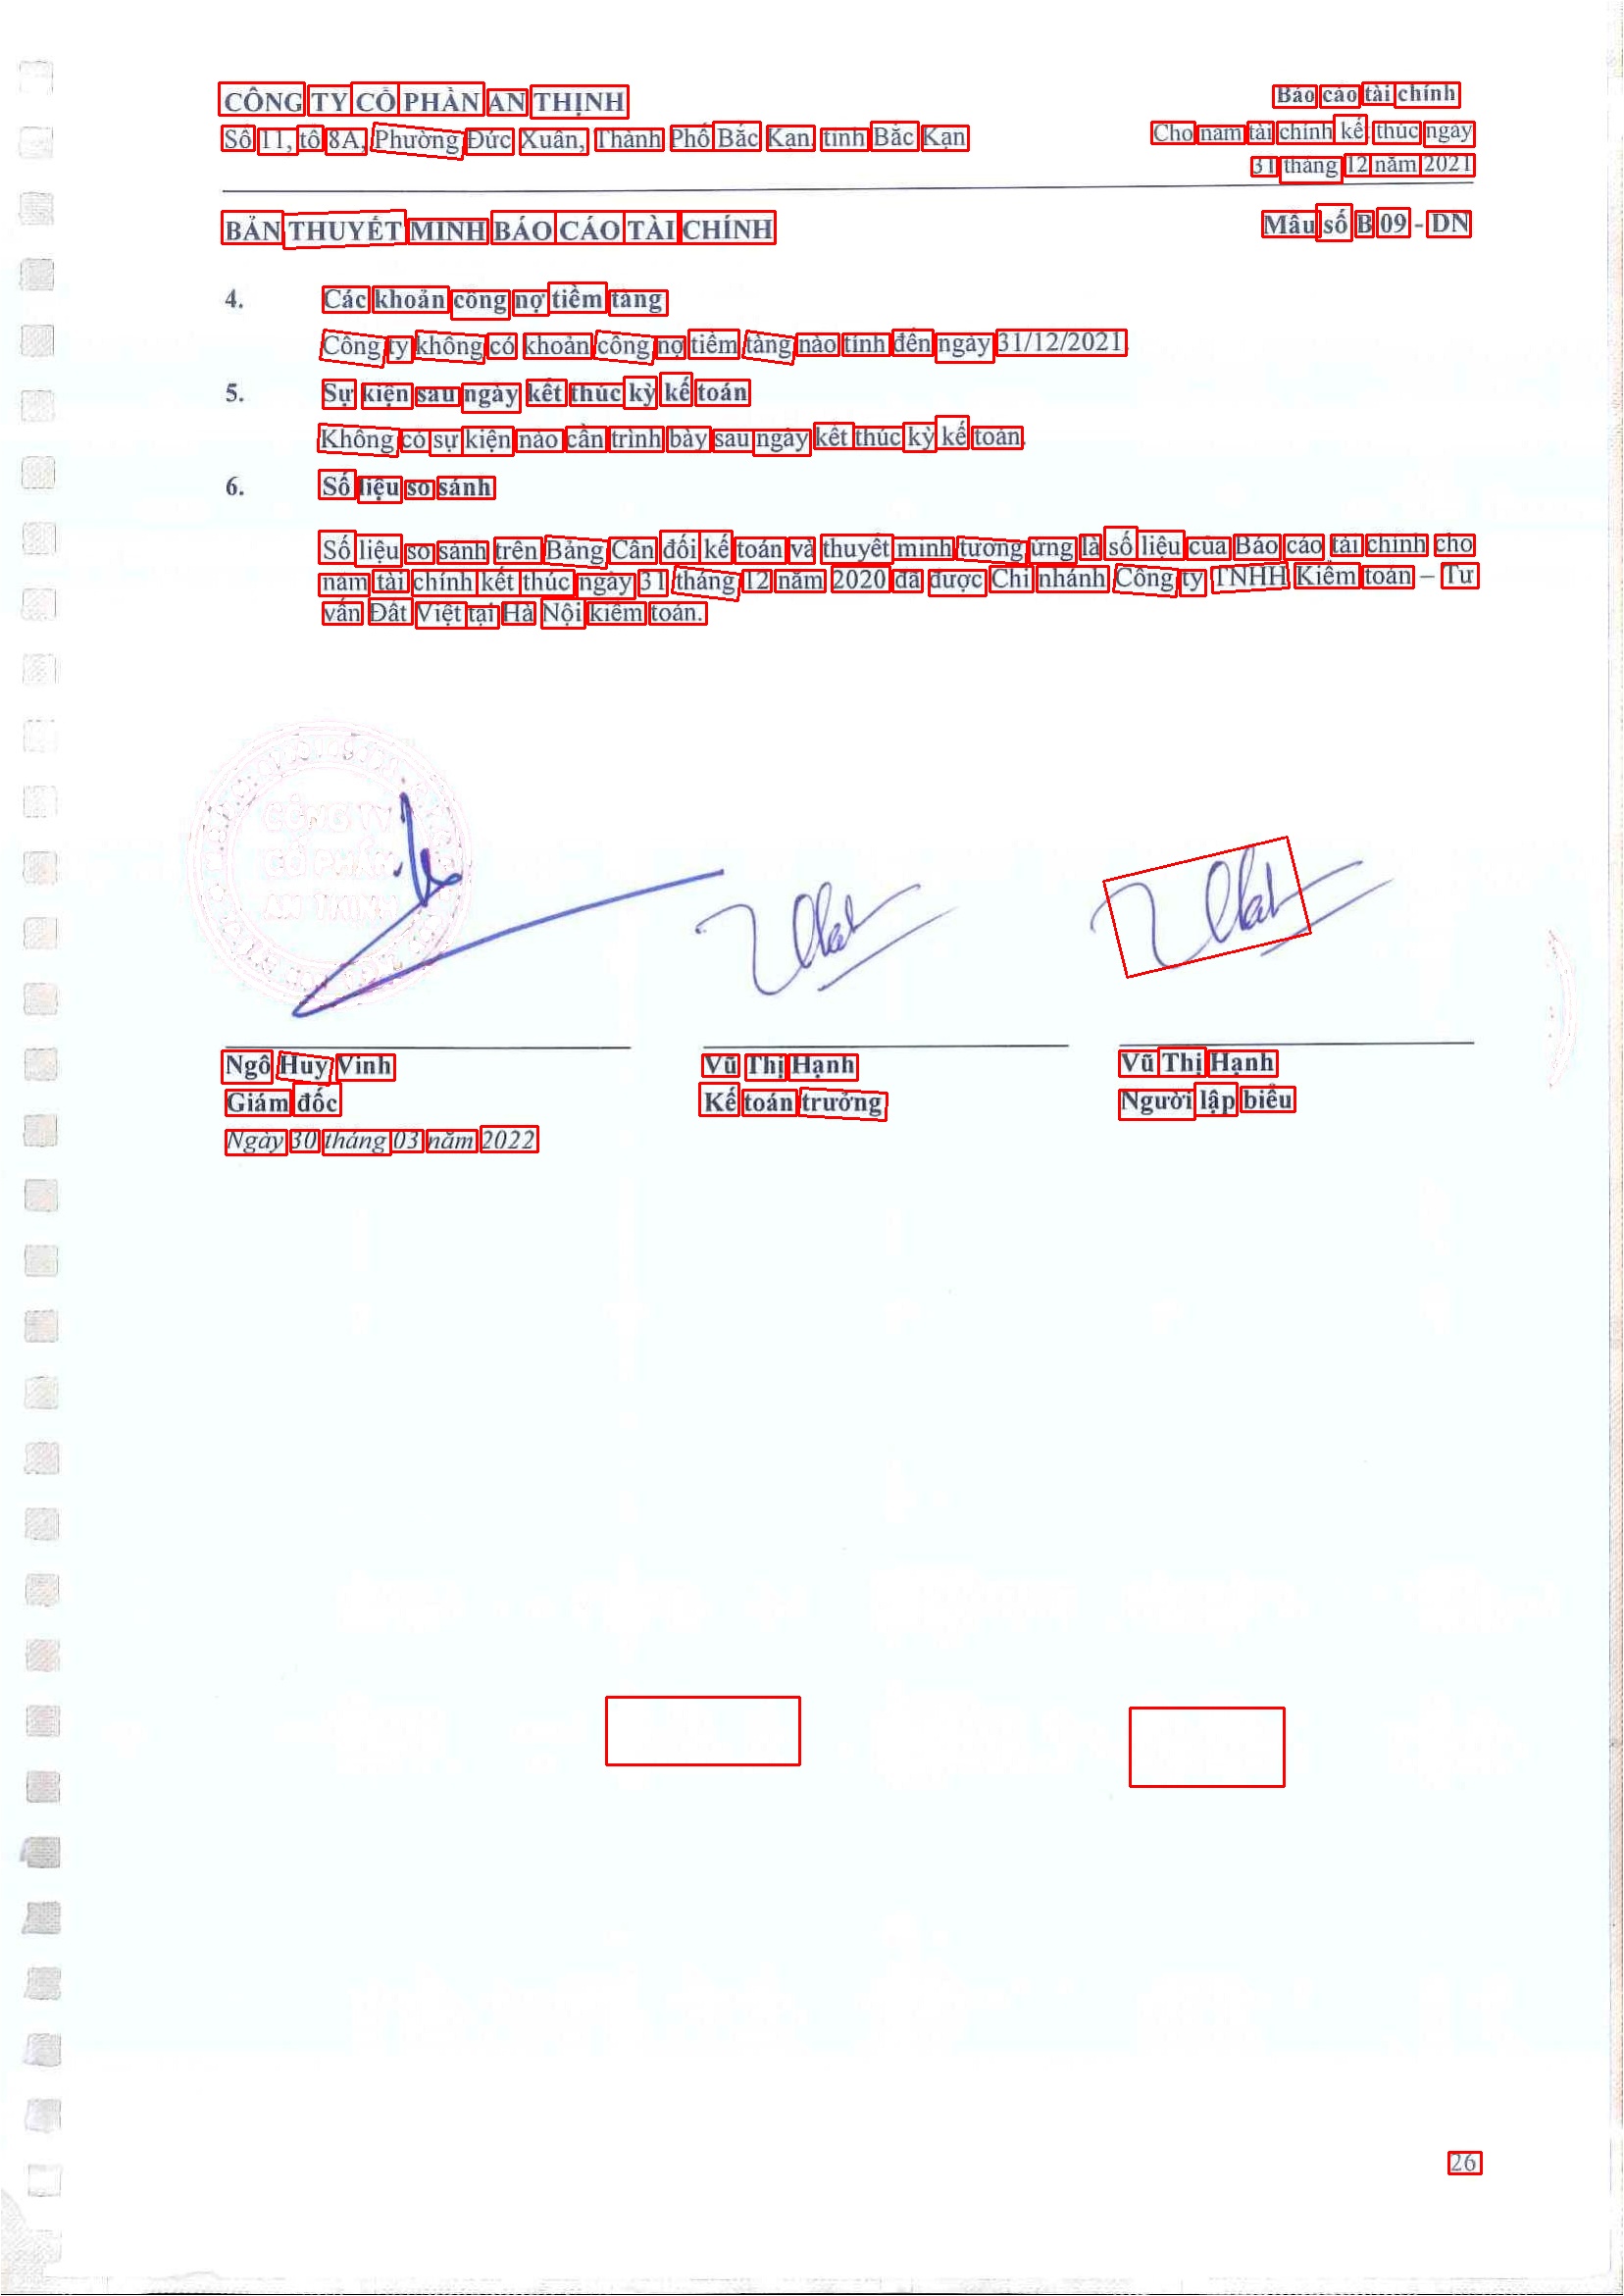 CÔNG TY CỔ PHẦN AN THỊNH
Số 11, tổ 8A, Phường Đức Xuân, Thành Phố Bắc Kạn, tỉnh Bắc Kạn
Báo cáo tài chính
Cho năm tài chính kết thúc ngày
31 tháng 12 năm 2021
BẢN THUYẾT MINH BÁO CÁO TÀI CHÍNH
Mẫu số B 09 - DN
4. Các khoản công nợ tiềm tàng
Công ty không có khoản công nợ tiềm tàng nào tính đến ngày 31/12/2021.
5. Sự kiện sau ngày kết thúc kỳ kế toán
Không có sự kiện nào cần trình bày sau ngày kết thúc kỳ kế toán.
6. Số liệu so sánh
Số liệu so sánh trên Bảng Cân đối kế toán và thuyết minh tương ứng là số liệu của Báo cáo tài chính cho
năm tài chính kết thúc ngày 31 tháng 12 năm 2020 đã được Chi nhánh Công ty TNHH Kiểm toán – Tư
vấn Đất Việt tại Hà Nội kiểm toán.
CÔNG TY
CỔ PHẦN
AN THỊNH
Ngô Huy Vinh
Giám đốc
Ngày 30 tháng 03 năm 2022
Vũ Thị Hạnh
Kế toán trưởng
Vũ Thị Hạnh
Người lập biểu
26